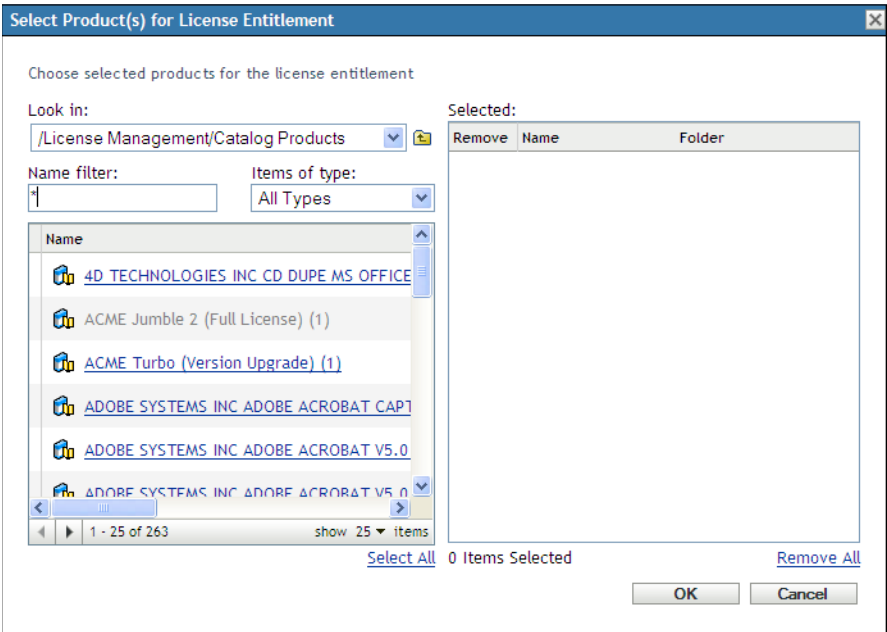 Select Product(s) for License Entitlement
Choose selected products for the license entitlement
Look in:
/License Management/Catalog Products
Name filter:
Items of type:
*
All Types
Name
4D TECHNOLOGIES INC CD DUPE MS OFFICE
ACME Jumble 2 (Full License) (1)
ACME Turbo (Version Upgrade) (1)
ADOBE SYSTEMS INC ADOBE ACROBAT CAPT
ADOBE SYSTEMS INC ADOBE ACROBAT V5.0
ADOBE SYSTEMS INC ADOBE ACROBAT V5.0
1 - 25 of 263
show 25 items
Select All
Selected:
Remove Name Folder
0 Items Selected
Remove All
OK
Cancel